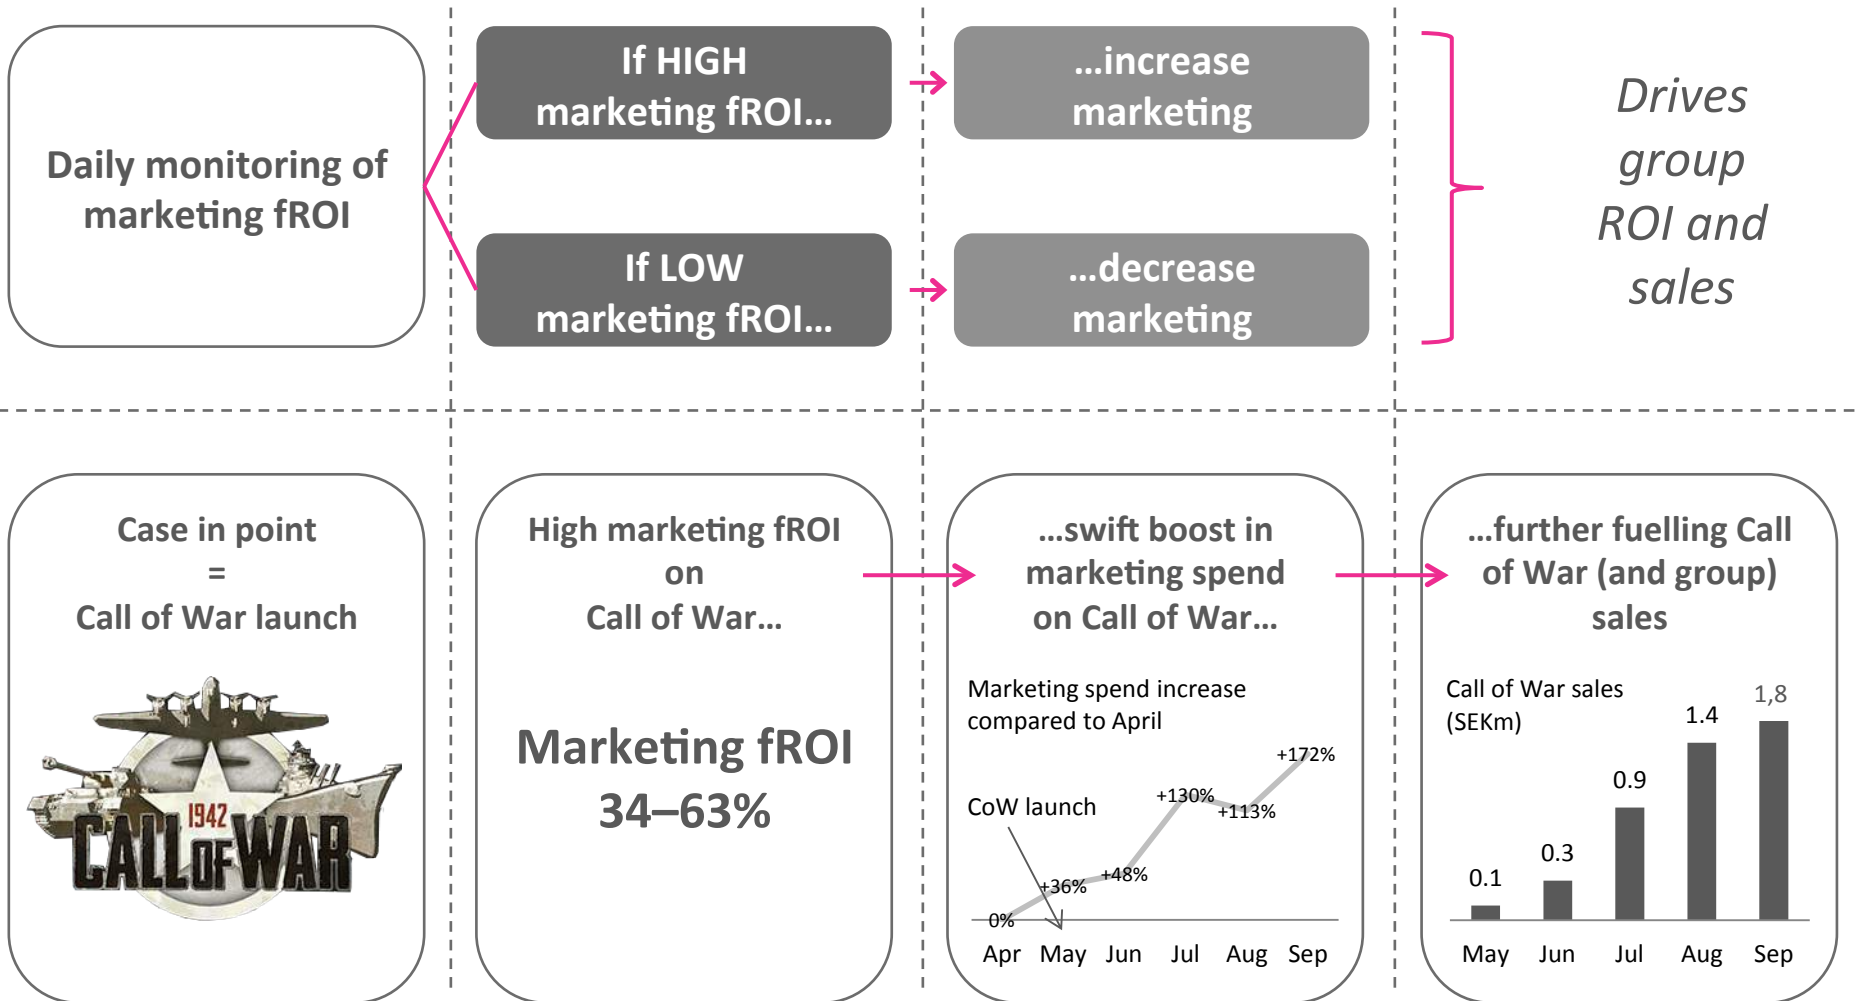 Daily monitoring of
marketing fROI
If HIGH
marketing fROI...
...increase
marketing
If LOW
marketing fROI...
...decrease
marketing
Drives
group
ROI and
sales
Case in point
=
Call of War launch
1942
CALL OF WAR
High marketing fROI
on
Call of War...
Marketing fROI
34–63%
...swift boost in
marketing spend
on Call of War...
Marketing spend increase
compared to April
CoW launch
0%
+36%
+48%
+130%
+113%
+172%
Apr May Jun Jul Aug Sep
...further fuelling Call
of War (and group)
sales
Call of War sales
(SEKm)
0.1
0.3
0.9
1.4
1,8
May Jun Jul Aug Sep